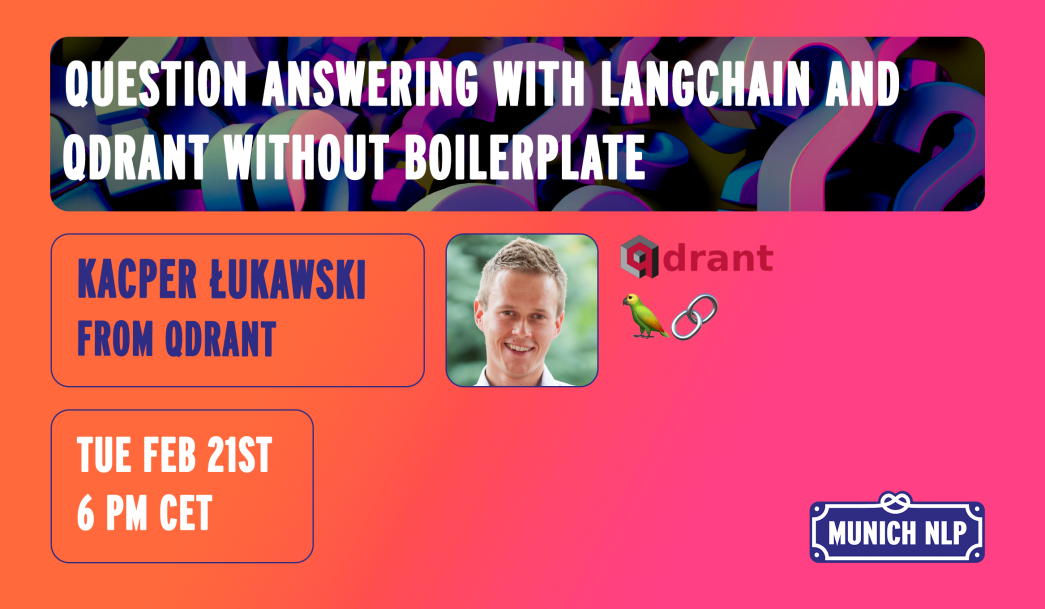 QUESTION ANSWERING WITH LANGCHAIN AND
QDRANT WITHOUT BOILERPLATE
KACPER ŁUKAWSKI
FROM QDRANT
qdrant
TUE FEB 21ST
6 PM CET
MUNICH NLP